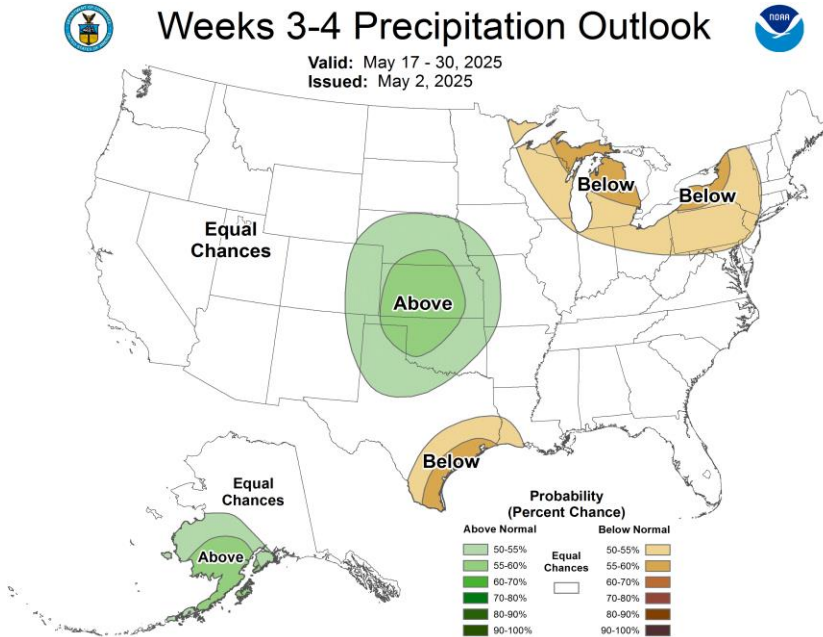 Weeks 3-4 Precipitation Outlook
NOAA
Valid: May 17 - 30, 2025
Issued: May 2, 2025
Below
Below
Equal
Chances
Above
Below
Equal
Chances
Above
Probability
(Percent Chance)
Above Normal
50-55%
55-60%
60-70%
70-80%
80-90%
90-100%
Equal
Chances
Below Normal
50-55%
55-60%
60-70%
70-80%
80-90%
90-100%